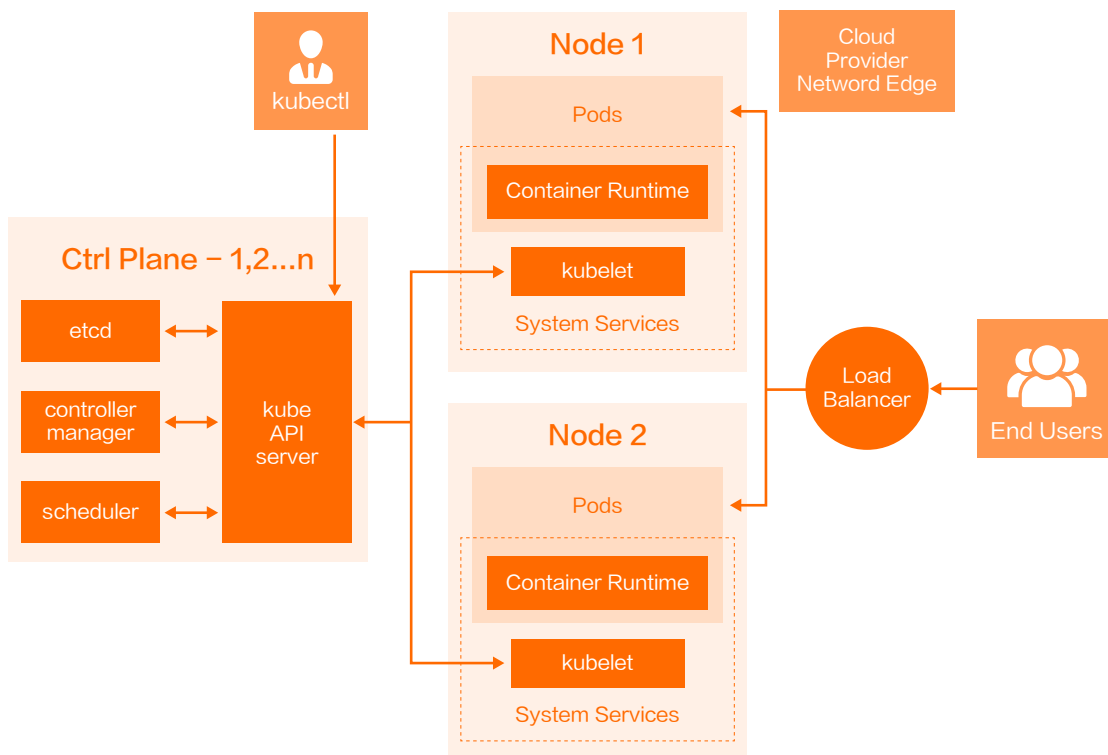 kubectl
Ctrl Plane – 1,2...n
etcd
controller
manager
scheduler
kube
API
server
Node 1
Pods
Container Runtime
kubelet
System Services
Node 2
Pods
Container Runtime
kubelet
System Services
Cloud
Provider
Netword Edge
Load
Balancer
End Users